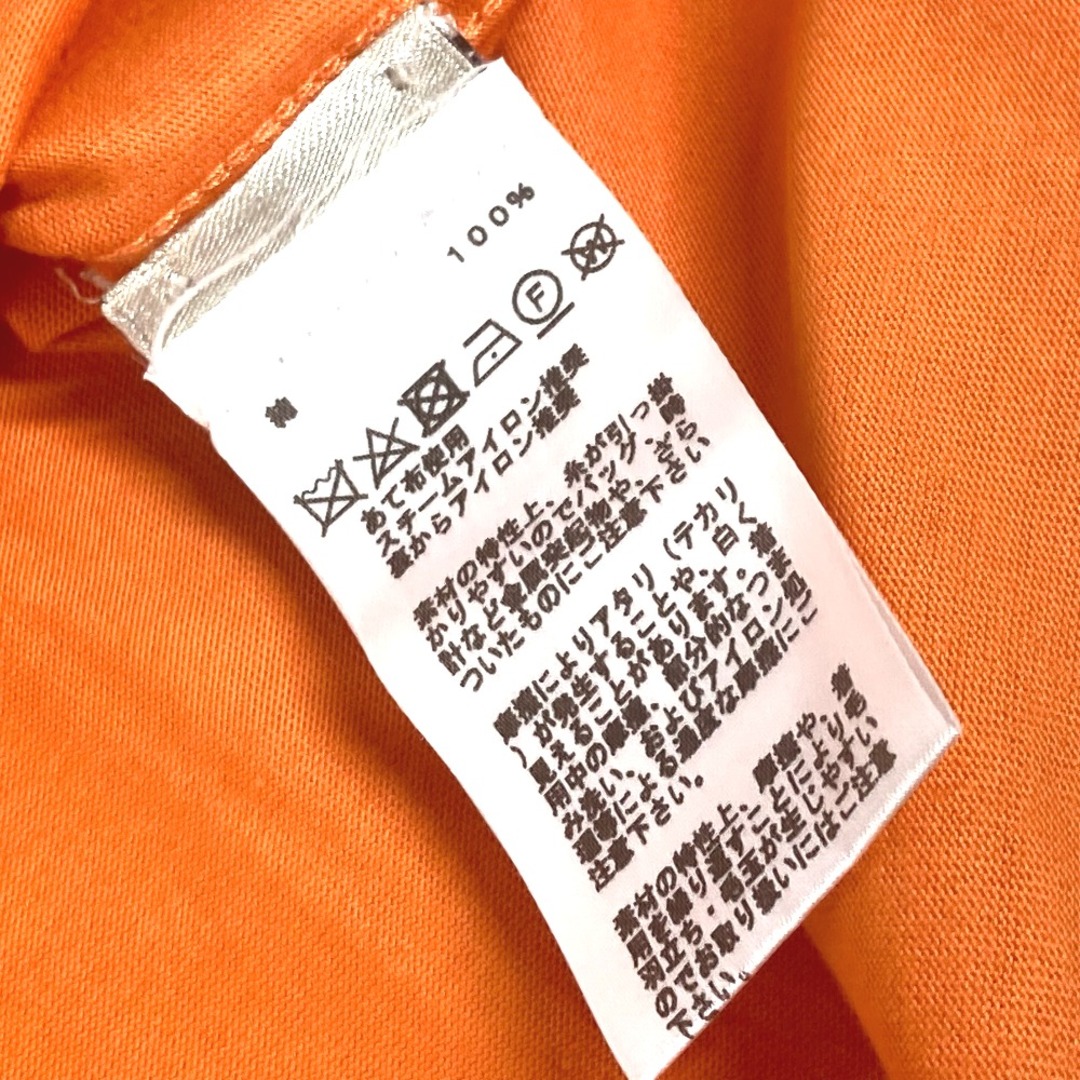 綿 100%
F W
あて布使用
スチームアイロン推奨
裏からアイロン推奨
素材の特性上、糸が引っ掛
かりやすいのでバッグ、時
計など金属突起物や、ざらら
ついたものにご注意下さい
摩擦によりアタリ(テカリ
)が発生することや、白く
見えることがあります。着
用中の摩擦、部分的なつま
み洗い、およびアイロン処
理等による過度な摩擦にご
注意下さい。
素材の特性上、摩擦や、着
用を繰り返すことにより毛
羽立ち・毛玉が生じやすい
のでお取り扱いにはご注意
下さい。